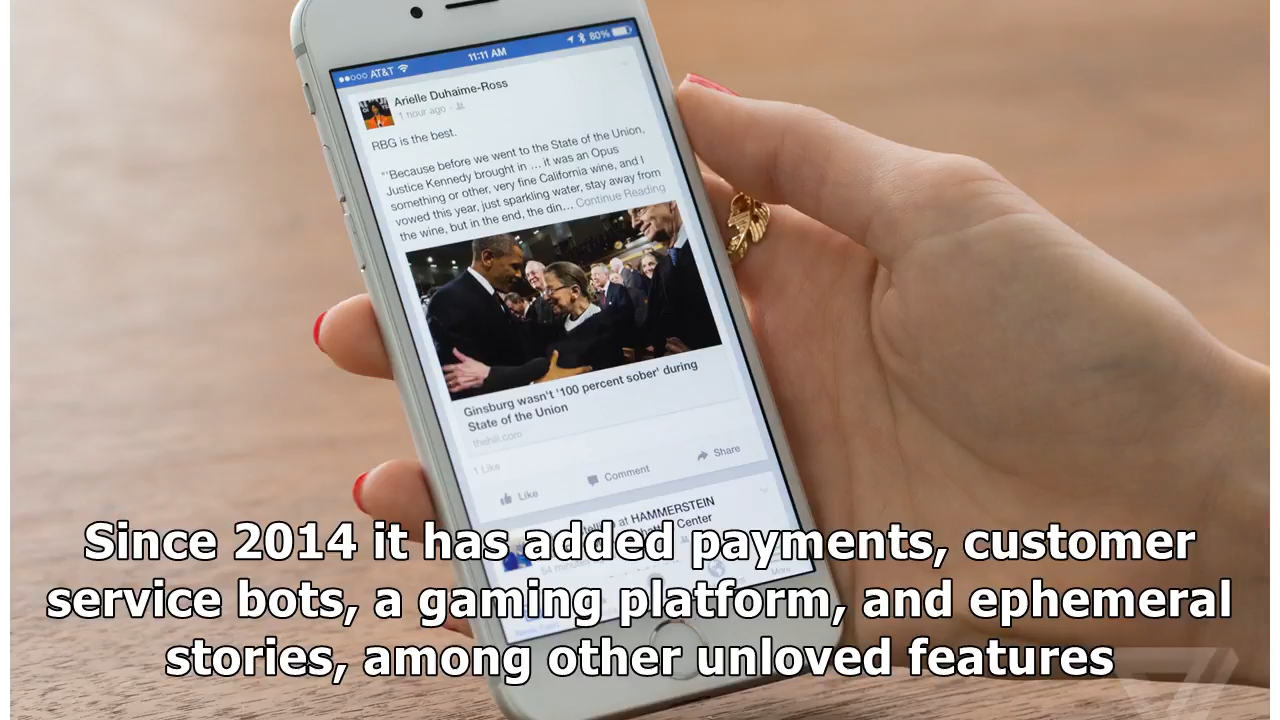 AT&T
11:11 AM
80%
Arielle Duhaime-Ross
1 hour ago
RBG is the best.
"'Because before we went to the State of the Union,
Justice Kennedy brought in ... it was an Opus
something or other, very fine California wine, and I
vowed this year, just sparkling water, stay away from
the wine, but in the end, the din... Continue Reading
Ginsburg wasn't '100 percent sober' during
State of the Union
thehill.com
1 Like
Like
Comment
Share
at HAMMERSTEIN
Center
More
Since 2014 it has added payments, customer
service bots, a gaming platform, and ephemeral
stories, among other unloved features